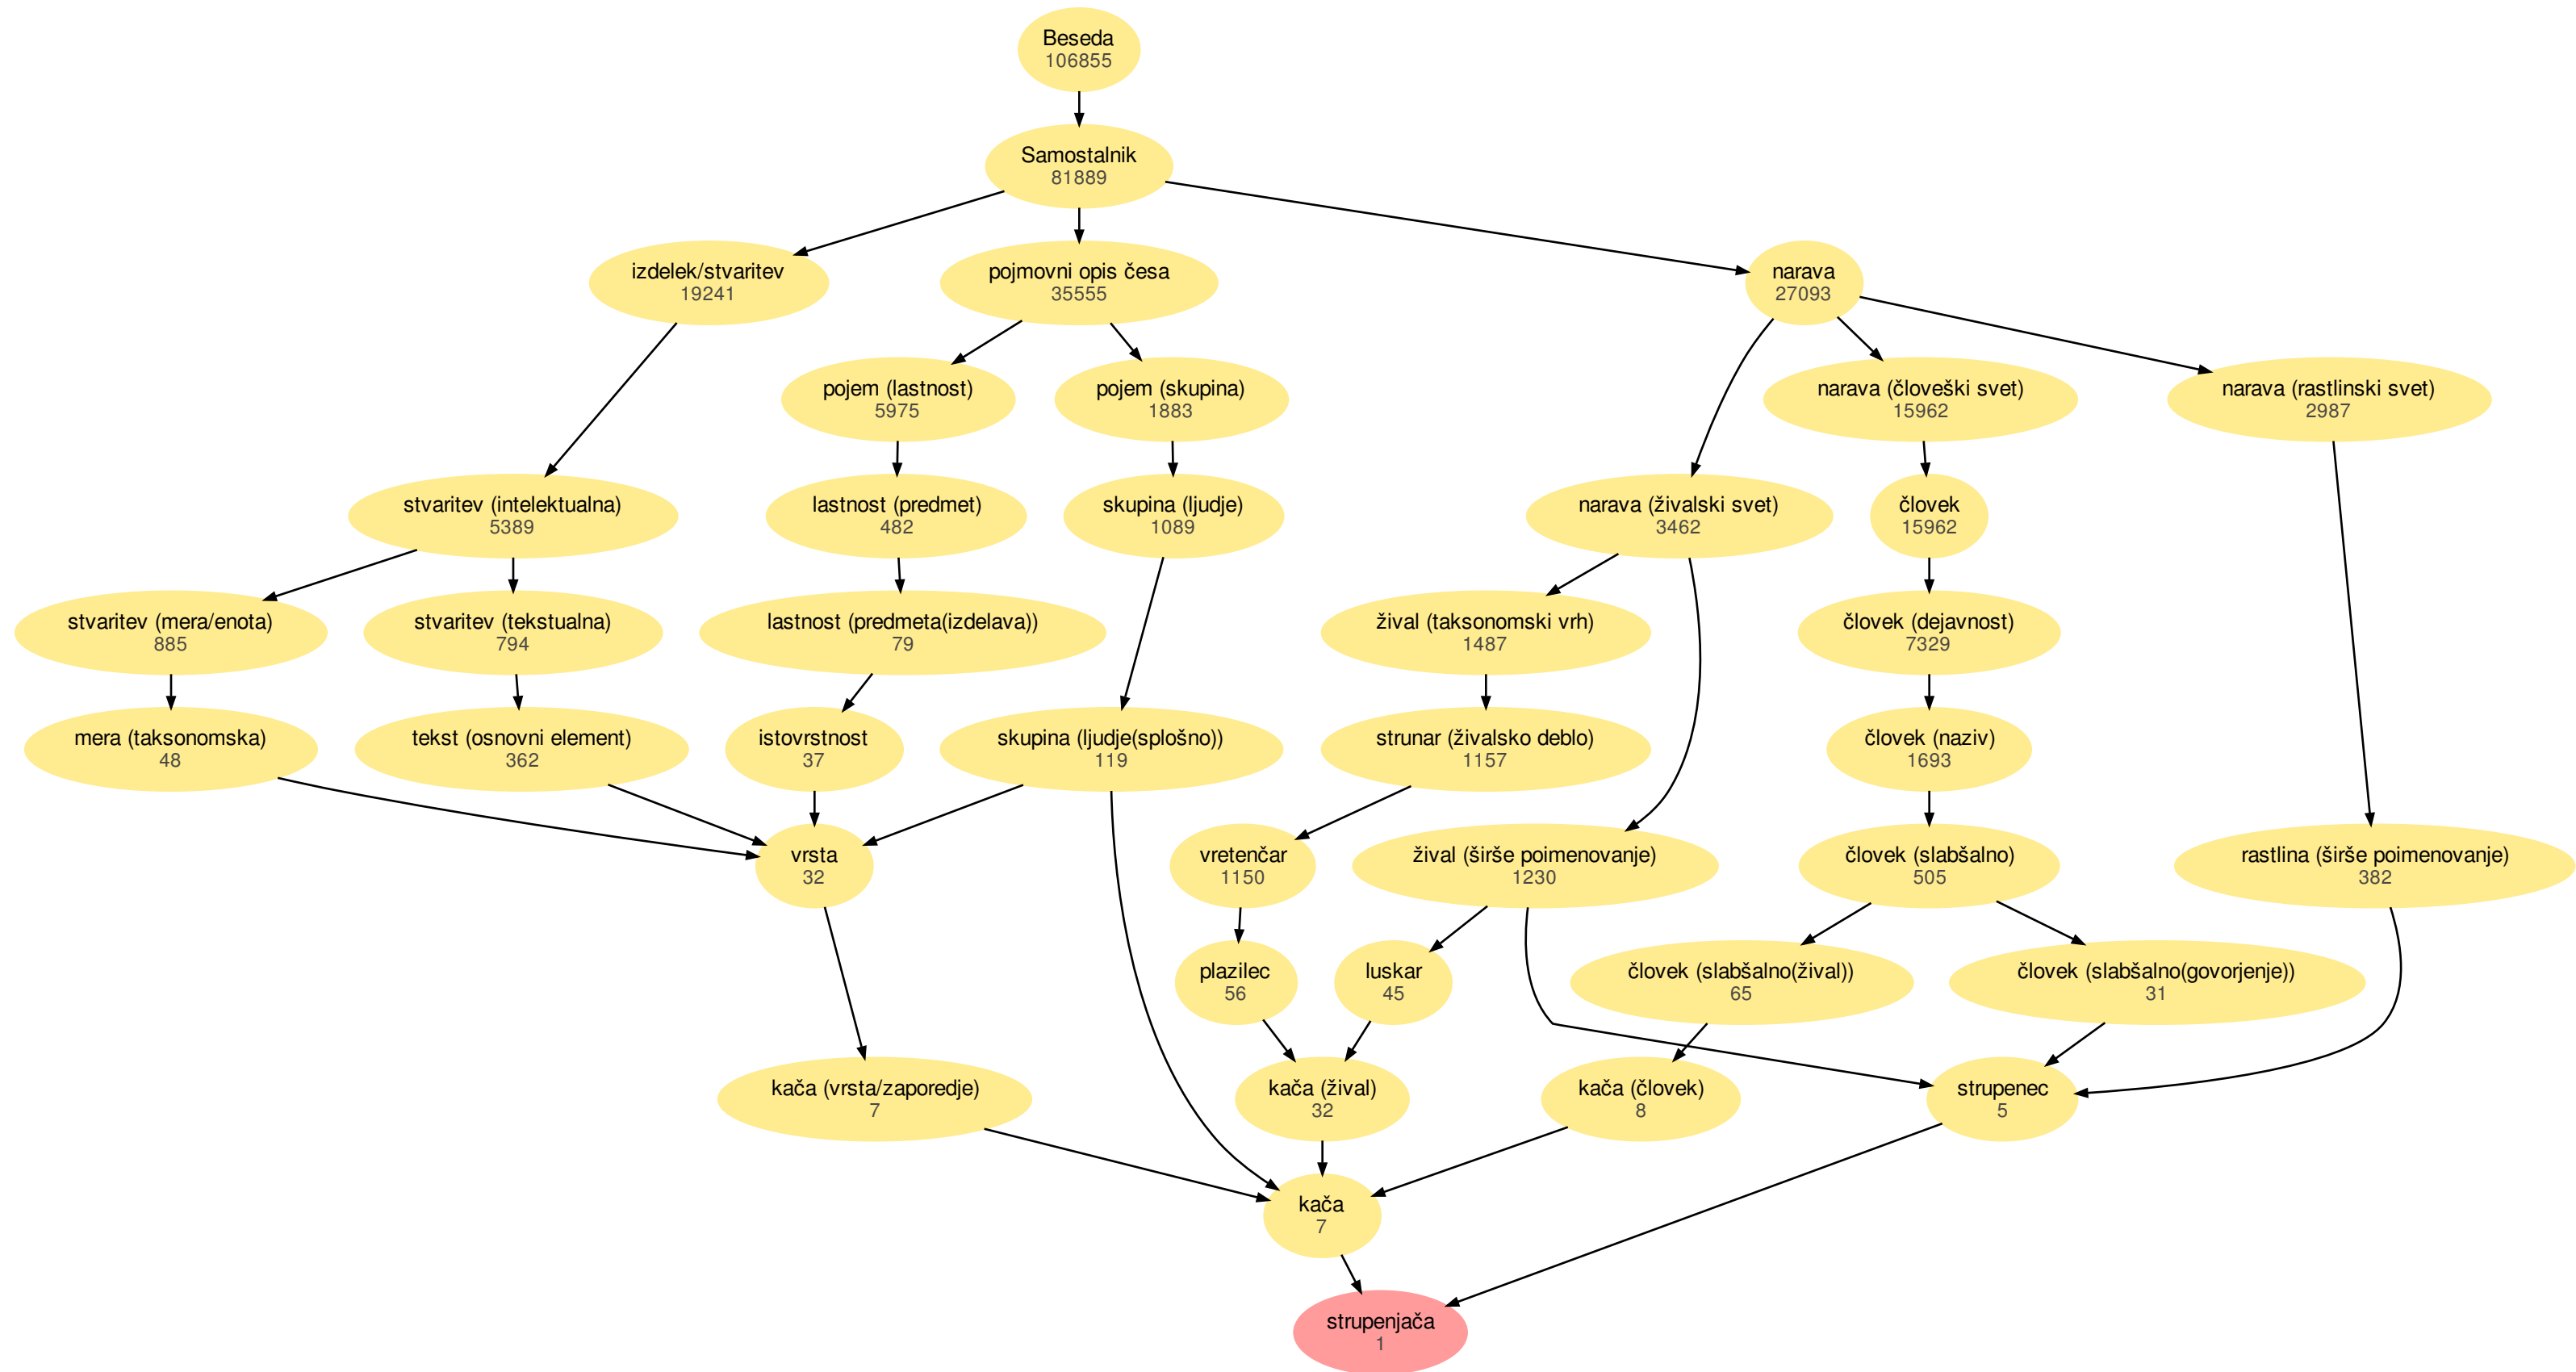 Beseda
106855
Samostalnik
81889
izdelek/stvaritev
19241
pojmovni opis česa
35555
narava
27093
pojem (lastnost)
5975
pojem (skupina)
1883
narava (človeški svet)
15962
narava (rastlinski svet)
2987
stvaritev (intelektualna)
5389
lastnost (predmet)
482
skupina (ljudje)
1089
narava (živalski svet)
3462
človek
15962
stvaritev (mera/enota)
885
stvaritev (tekstualna)
794
lastnost (predmeta(izdelava))
79
žival (taksonomski vrh)
1487
človek (dejavnost)
7329
mera (taksonomska)
48
tekst (osnovni element)
362
istovrstnost
37
skupina (ljudje(splošno))
119
strunar (živalsko deblo)
1157
človek (naziv)
1693
vrsta
32
vretenčar
1150
žival (širše poimenovanje)
1230
človek (slabšalno)
505
rastlina (širše poimenovanje)
382
plazilec
56
luskar
45
človek (slabšalno(žival))
65
človek (slabšalno(govorjenje))
31
kača (vrsta/zaporedje)
7
kača (žival)
32
kača (človek)
8
strupenec
5
kača
7
strupenjača
1